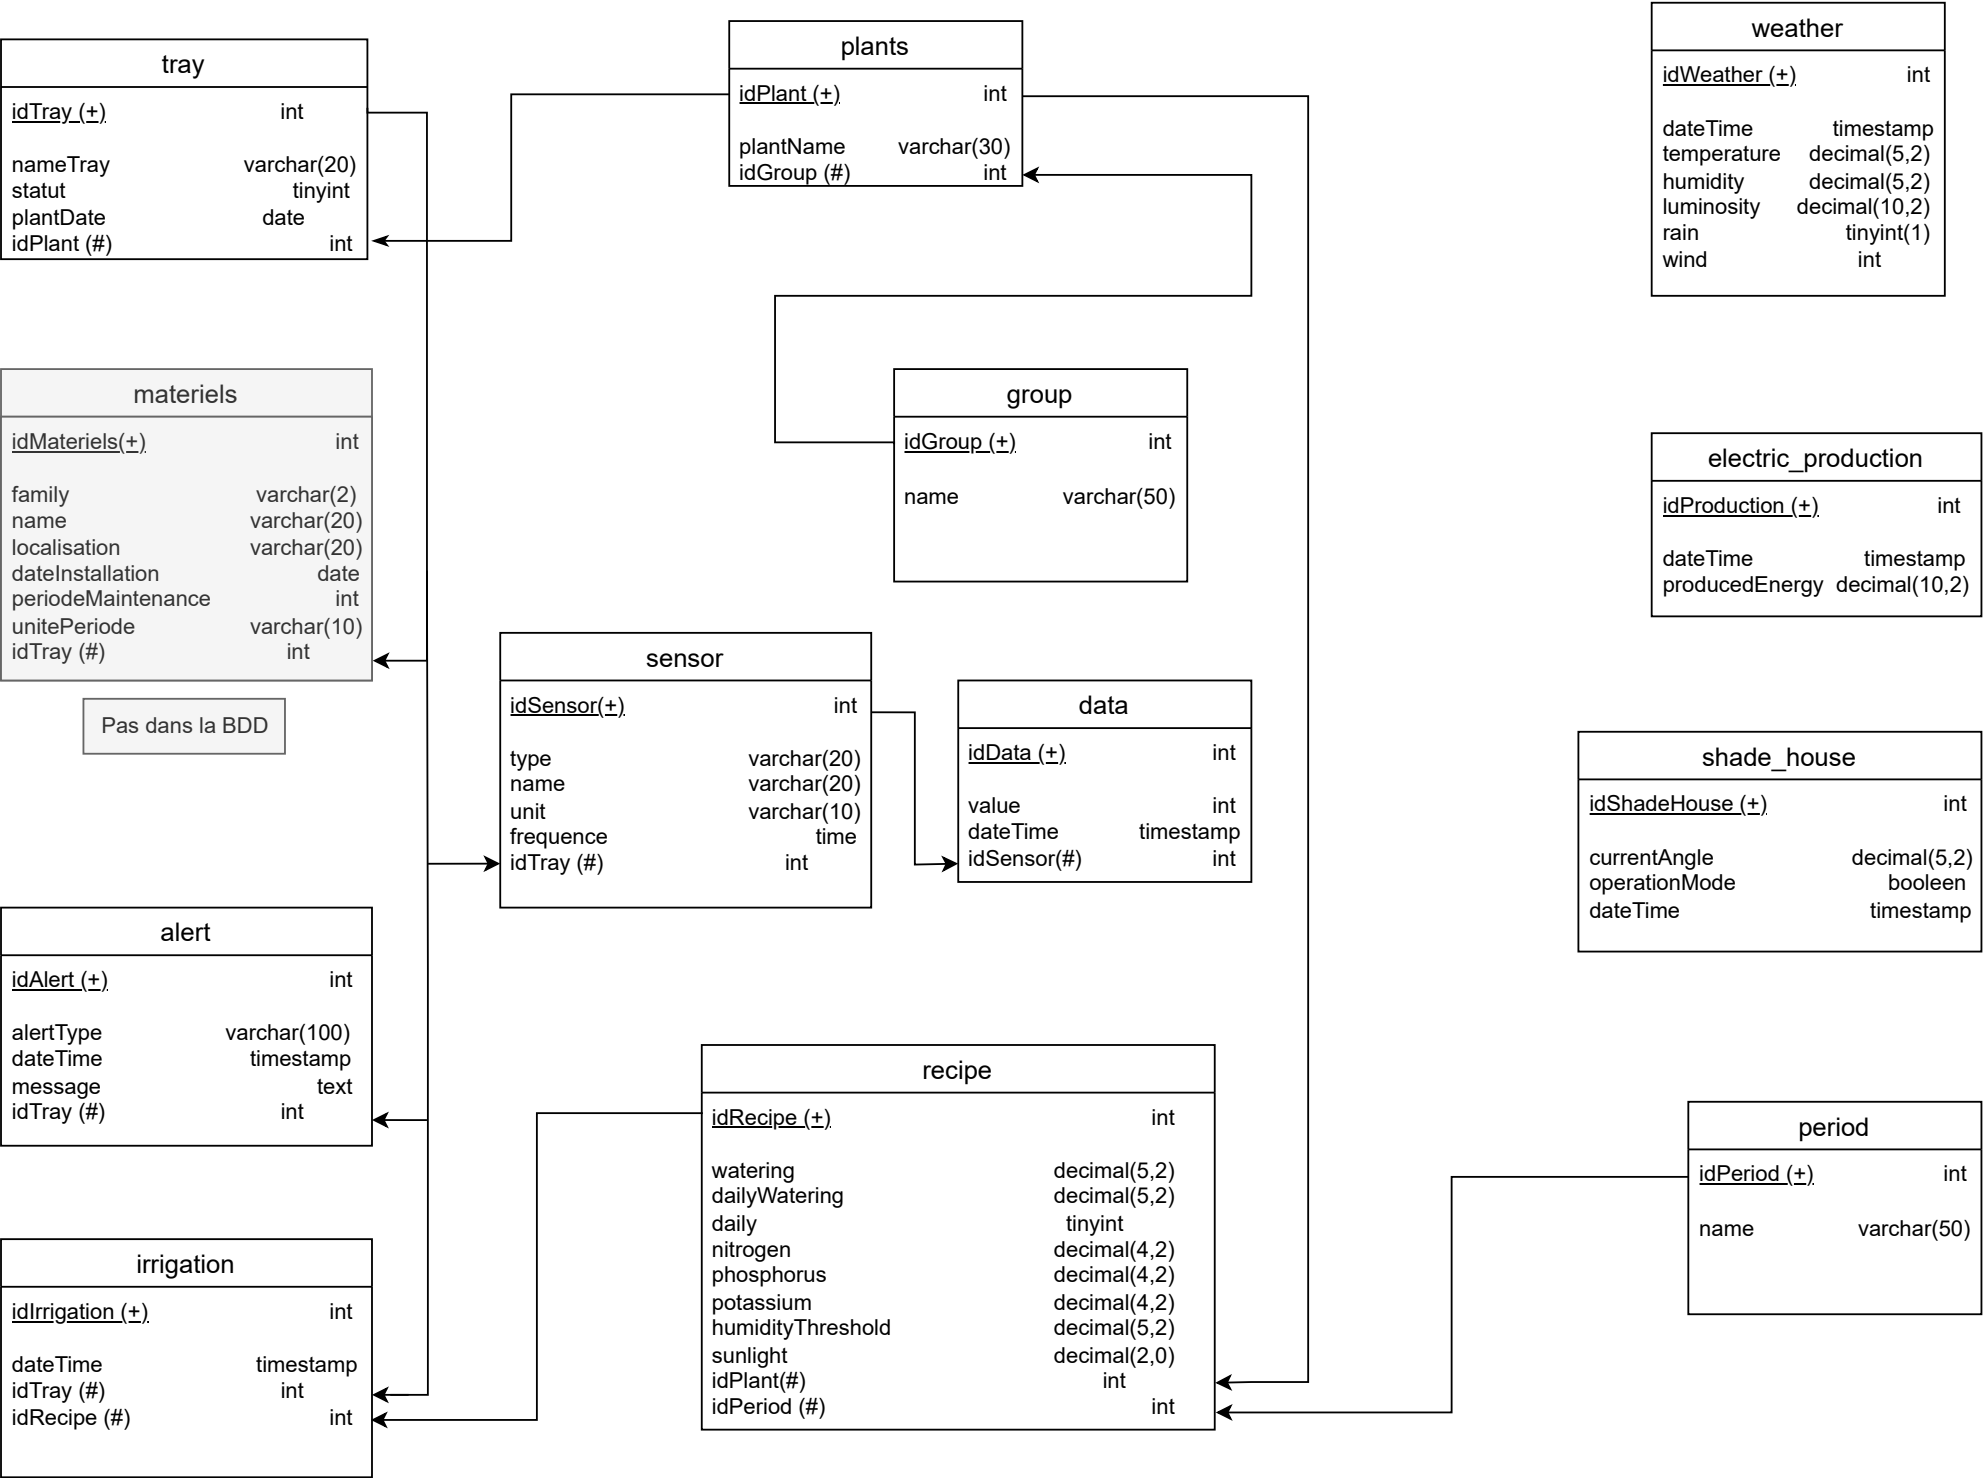 tray
idTray (+) int
nameTray varchar(20)
statut tinyint
plantDate date
idPlant (#) int
plants
idPlant (+) int
plantName varchar(30)
idGroup (#) int
weather
idWeather (+) int
dateTime timestamp
temperature decimal(5,2)
humidity decimal(5,2)
luminosity decimal(10,2)
rain tinyint(1)
wind int
materiels
idMateriels(+) int
family varchar(2)
name varchar(20)
localisation varchar(20)
dateInstallation date
periodeMaintenance int
unitePeriode varchar(10)
idTray (#) int
Pas dans la BDD
group
idGroup (+) int
name varchar(50)
electric_production
idProduction (+) int
dateTime timestamp
producedEnergy decimal(10,2)
sensor
idSensor(+) int
type varchar(20)
name varchar(20)
unit varchar(10)
frequence time
idTray (#) int
data
idData (+) int
value int
dateTime timestamp
idSensor(#) int
shade_house
idShadeHouse (+) int
currentAngle decimal(5,2)
operationMode booleen
dateTime timestamp
alert
idAlert (+) int
alertType varchar(100)
dateTime timestamp
message text
idTray (#) int
recipe
idRecipe (+) int
watering decimal(5,2)
dailyWatering decimal(5,2)
daily tinyint
nitrogen decimal(4,2)
phosphorus decimal(4,2)
potassium decimal(4,2)
humidityThreshold decimal(5,2)
sunlight decimal(2,0)
idPlant(#) int
idPeriod (#) int
period
idPeriod (+) int
name varchar(50)
irrigation
idIrrigation (+) int
dateTime timestamp
idTray (#) int
idRecipe (#) int